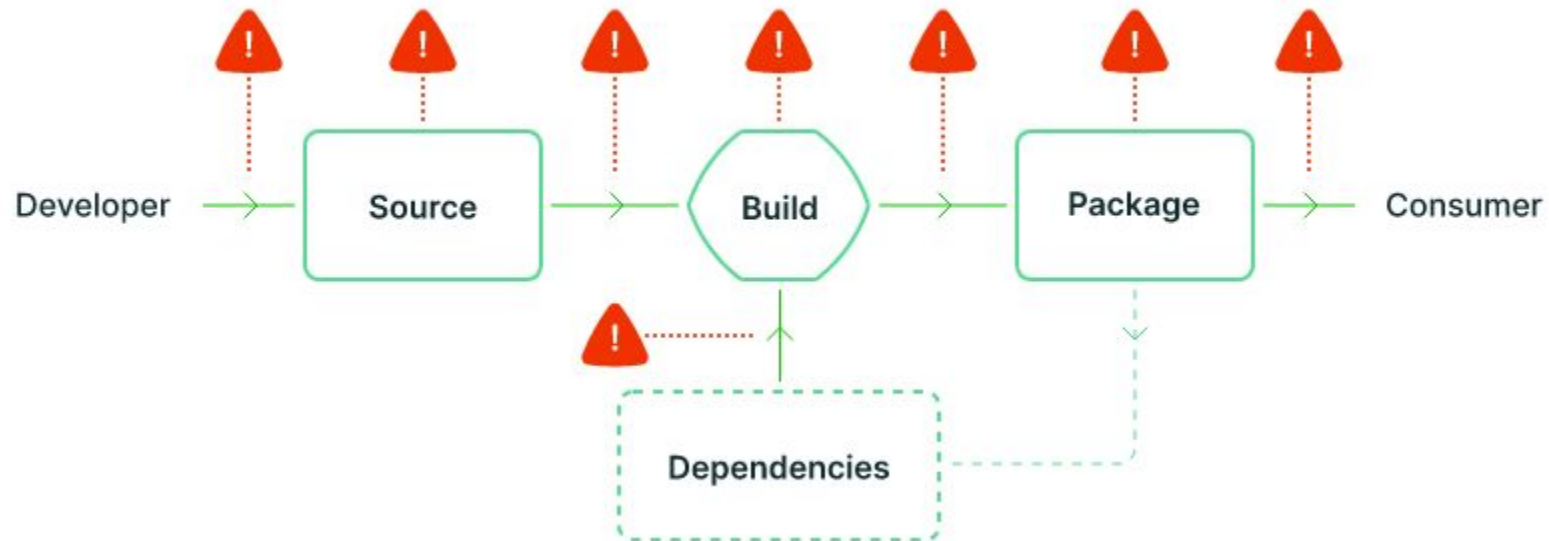 ! ! ! ! ! ! !
Developer Source Build Package Consumer
!
Dependencies